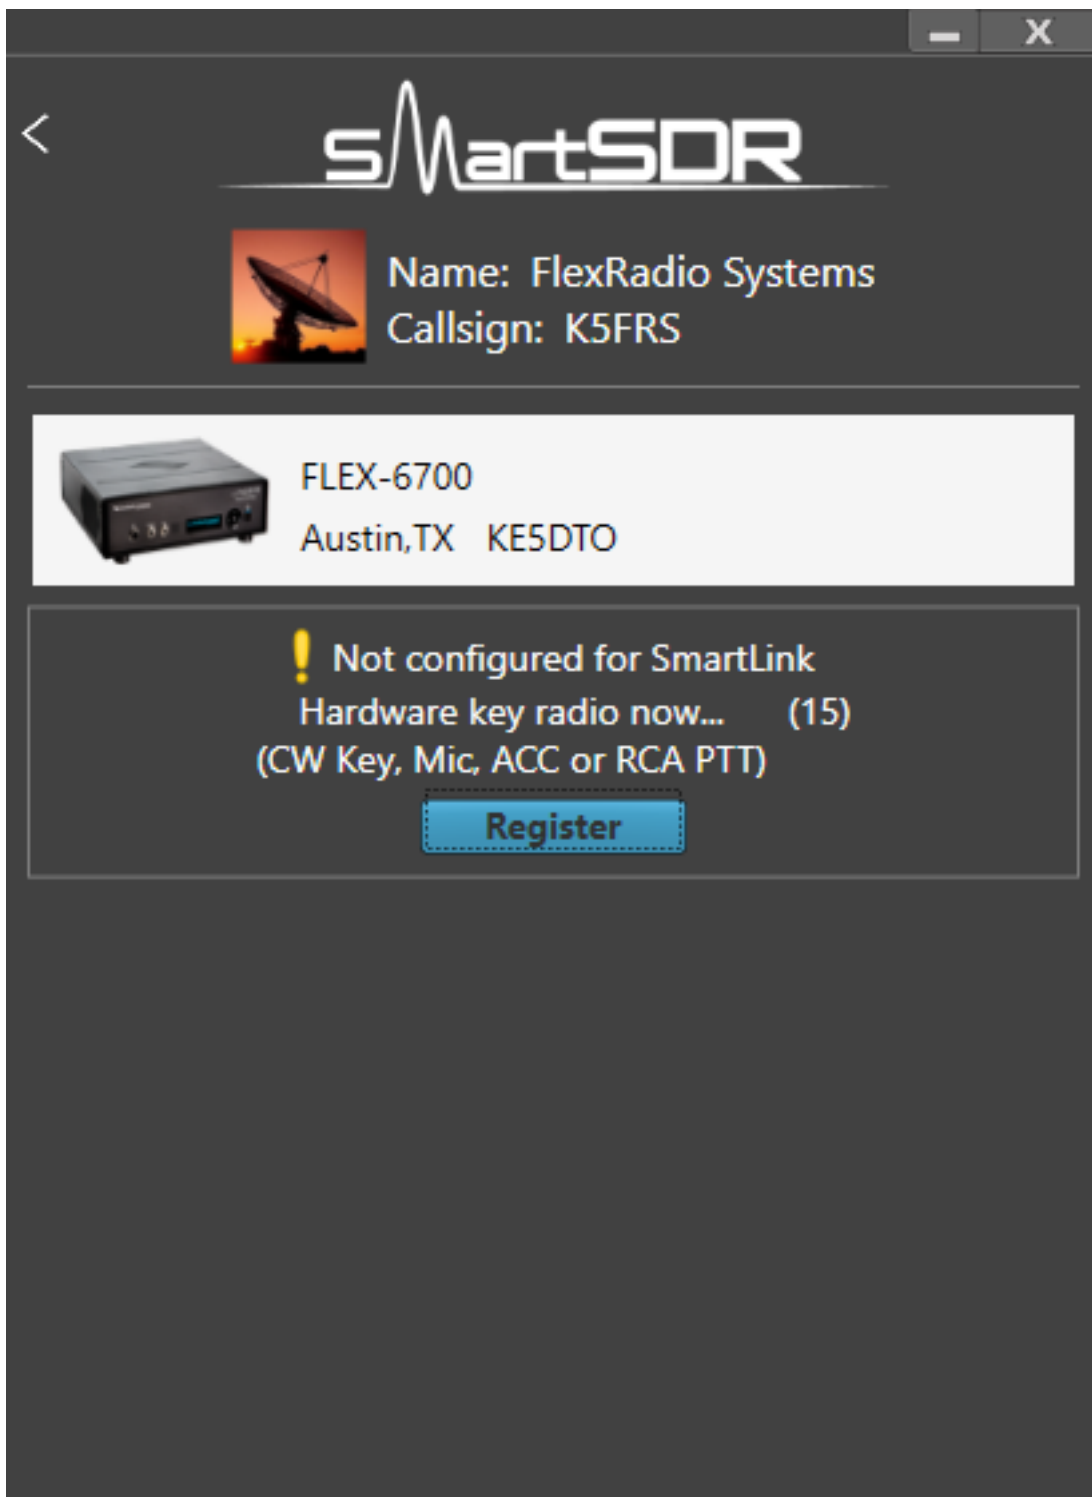 X
<
smartSDR
Name: FlexRadio Systems
Callsign: K5FRS
FLEX-6700
Austin,TX KE5DTO
Not configured for SmartLink
Hardware key radio now... (15)
(CW Key, Mic, ACC or RCA PTT)
Register